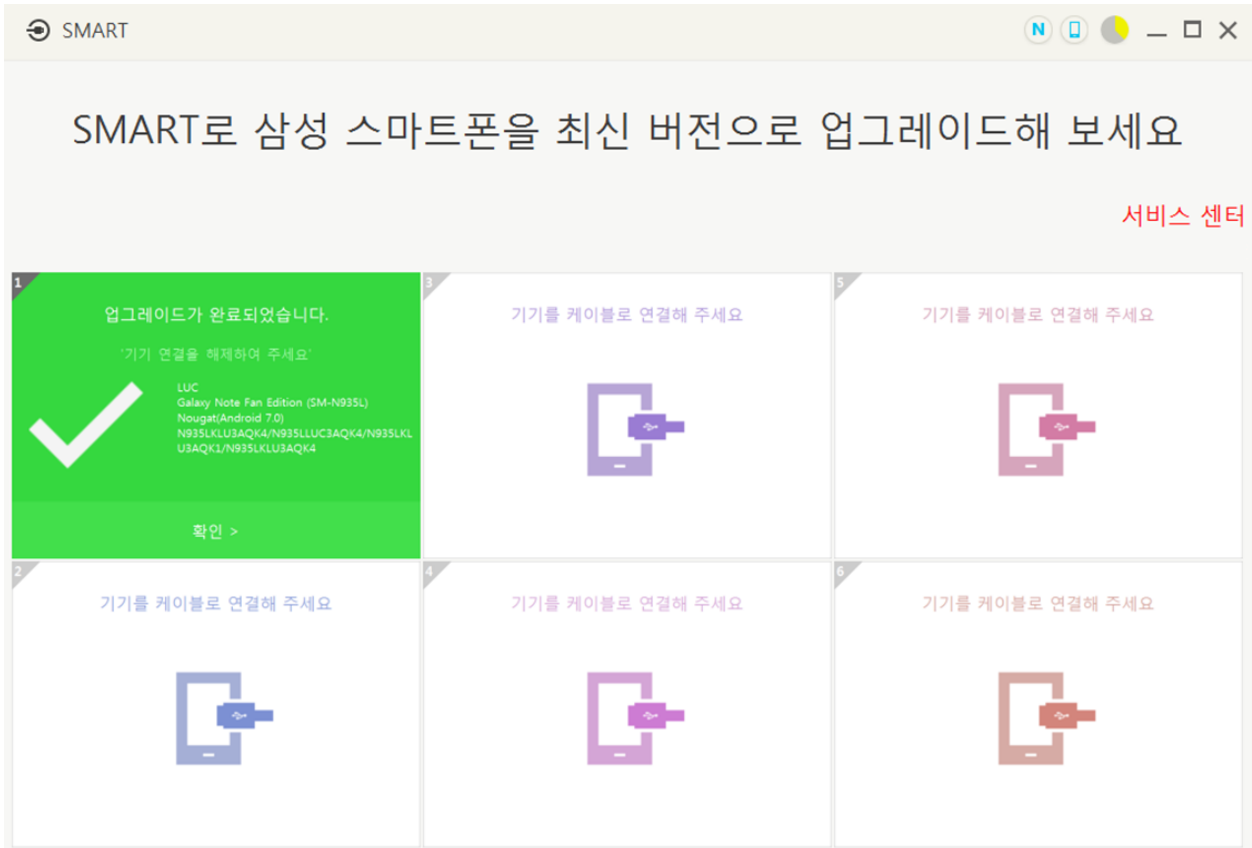 SMART
N
SMART로 삼성 스마트폰을 최신 버전으로 업그레이드해 보세요
서비스 센터
1
업그레이드가 완료되었습니다.
'기기 연결을 해제하여 주세요'
LUC
Galaxy Note Fan Edition (SM-N935L)
Nougat(Android 7.0)
N935LKLU3AQK4/N935LLUC3AQK4/N935LKL
U3AQK1/N935LKLU3AQK4
확인 >
3
기기를 케이블로 연결해 주세요
5
기기를 케이블로 연결해 주세요
2
기기를 케이블로 연결해 주세요
4
기기를 케이블로 연결해 주세요
6
기기를 케이블로 연결해 주세요